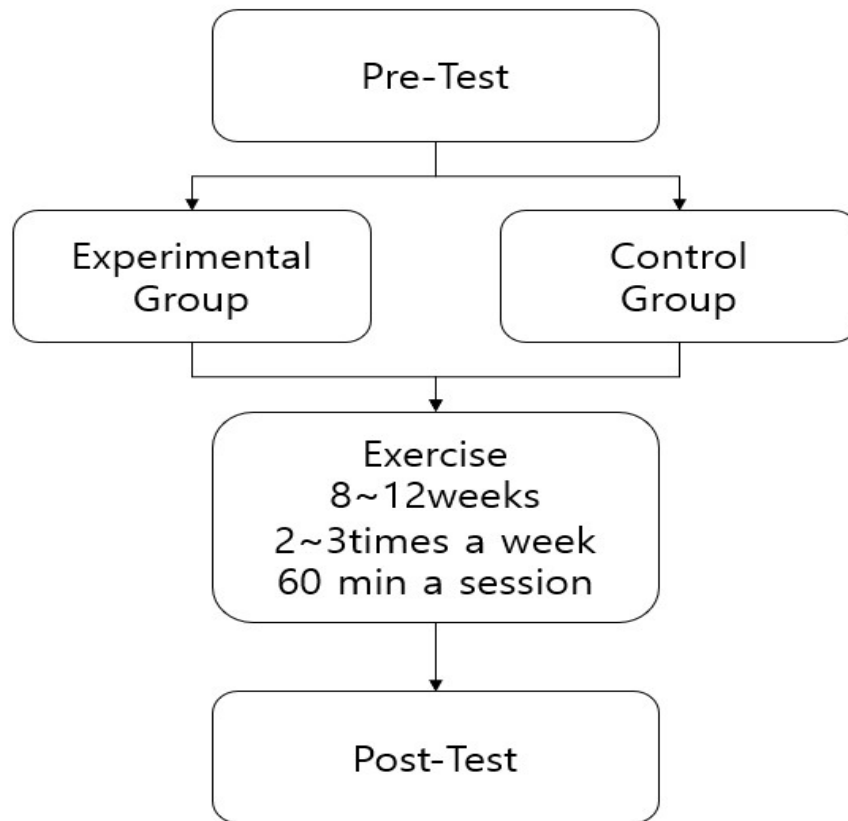 Pre-Test
Experimental
Group
Control
Group
Exercise
8~12weeks
2~3times a week
60 min a session
Post-Test